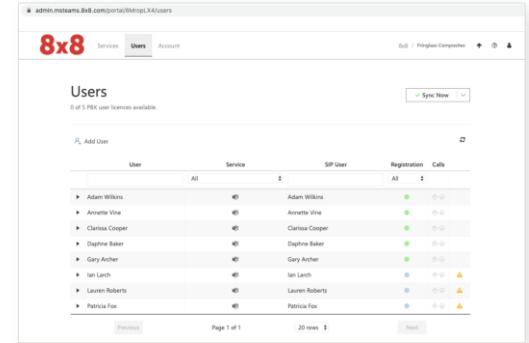 admin.msteams.8x8.com/portal/8MropLX4/users
8x8 Services Users Account 8x8 / Fringlass Composites
Users
0 of 5 PBX user licences available.
Sync Now
Add User
User Service SIP User Registration Calls
All All
Adam Wilkins Adam Wilkins
Annette Vine Annette Vine
Clarissa Cooper Clarissa Cooper
Daphne Baker Daphne Baker
Gary Archer Gary Archer
Ian Larch Ian Larch
Lauren Roberts Lauren Roberts
Patricia Fox Patricia Fox
Previous Page 1 of 1 20 rows Next